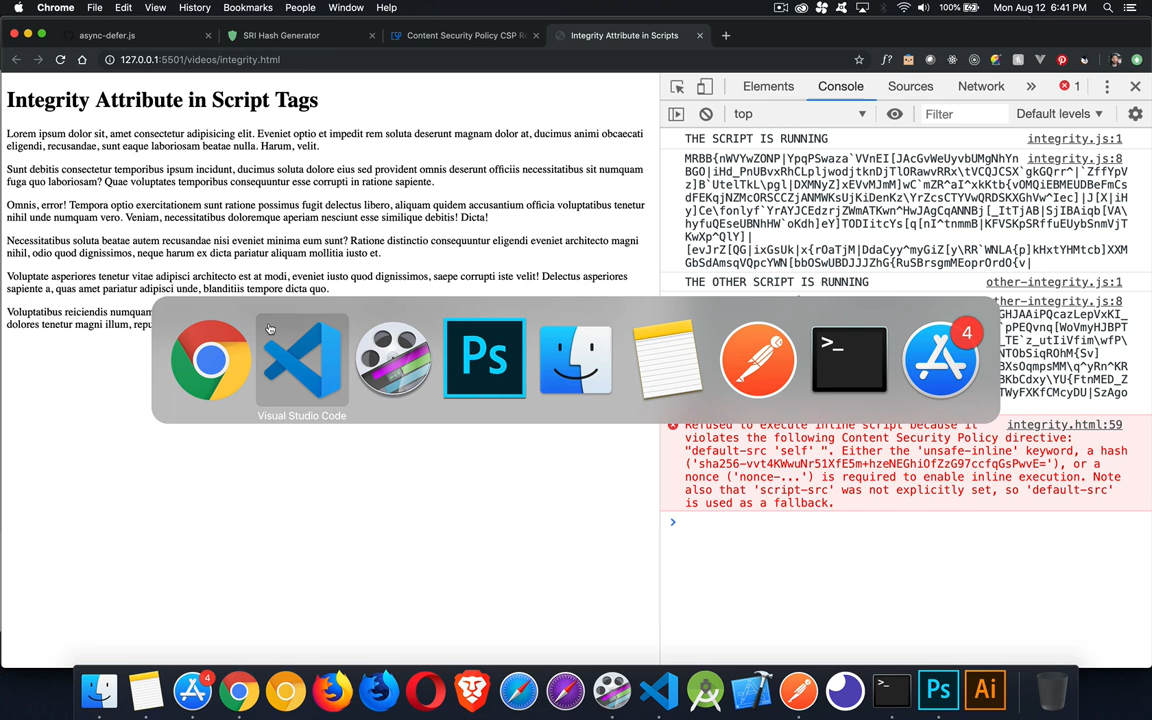 Chrome File Edit View History Bookmarks People Window Help 100% Mon Aug 12 6:41 PM
async-defer.js SRI Hash Generator Content Security Policy CSP Re Integrity Attribute in Scripts
127.0.0.1:5501/videos/integrity.html
Integrity Attribute in Script Tags
Lorem ipsum dolor sit, amet consectetur adipisicing elit. Eveniet optio et impedit rem soluta deserunt magnam dolor at, ducimus animi obcaecati
eligendi, recusandae, sunt eaque laboriosam beatae nulla. Harum, velit.
Sunt debitis consectetur temporibus ipsum incidunt, ducimus soluta dolore eius sed provident omnis deserunt officiis necessitatibus sit numquam
fuga quo laboriosam? Quae voluptates temporibus consequuntur esse corrupti in ratione sapiente.
Omnis, error! Tempora optio exercitationem sunt ratione possimus fugit delectus libero, aliquam quidem accusantium officia voluptatibus tenetur
nihil unde numquam vero. Veniam, necessitatibus doloremque aperiam nesciunt esse similique debitis! Dicta!
Necessitatibus soluta beatae autem recusandae nisi eveniet minima eum sunt? Ratione distinctio consequuntur eligendi eveniet architecto magni
nihil, odio quod dignissimos, neque harum ex dicta pariatur aliquam mollitia iusto et.
Voluptate asperiores tenetur vitae adipisci architecto est at modi, eveniet iusto quod dignissimos, saepe corrupti iste velit! Delectus asperiores
sapiente a, quas amet pariatur adipisci unde, blanditiis tempore dicta quo.
Voluptatibus reiciendis numquam
dolores tenetur magni illum, repu
Elements Console Sources Network 1
top Filter Default levels
THE SCRIPT IS RUNNING integrity.js:1
integrity.js:8
THE OTHER SCRIPT IS RUNNING other-integrity.js:1
other-integrity.js:8
Refused to execute inline script because it integrity.html:59
violates the following Content Security Policy directive:
"default-src 'self' ". Either the 'unsafe-inline' keyword, a hash
('sha256-vvt4KWwuNr51XfE5m+hzeNEGhiOfZzG97ccfqGsPwvE='), or a
nonce ('nonce-...') is required to enable inline execution. Note
also that 'script-src' was not explicitly set, so 'default-src'
is used as a fallback.
Ps
4
Visual Studio Code
4
Ps
Ai